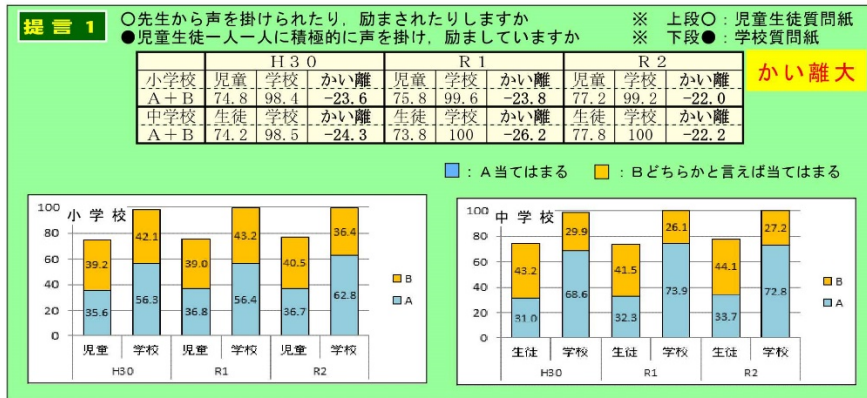 提言1
○先生から声を掛けられたり，励まされたりしますか ※ 上段○：児童生徒質問紙
●児童生徒一人一人に積極的に声を掛け，励ましていますか ※ 下段●：学校質問紙
かい離大
H30 R1 R2
小学校 児童 学校 かい離 児童 学校 かい離 児童 学校 かい離
A＋B 74.8 98.4 -23.6 75.8 99.6 -23.8 77.2 99.2 -22.0
中学校 生徒 学校 かい離 生徒 学校 かい離 生徒 学校 かい離
A＋B 74.2 98.5 -24.3 73.8 100 -26.2 77.8 100 -22.2
：A当てはまる ：Bどちらかと言えば当てはまる
小学校
100
80
60
40
20
0
39.2 42.1 39.0 43.2 40.5 36.4
35.6 56.3 36.8 56.4 36.7 62.8
児童 学校 児童 学校 児童 学校
H30 R1 R2
B
A
中学校
100
80
60
40
20
0
43.2 29.9 41.5 26.1 44.1 27.2
31.0 68.6 32.3 73.9 33.7 72.8
生徒 学校 生徒 学校 生徒 学校
H30 R1 R2
B
A